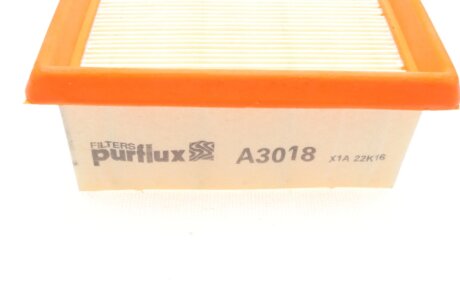 FILTERS
purflux A3018 X1A 22K16